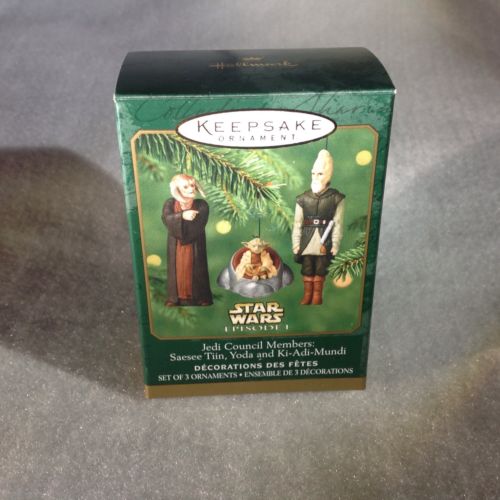 Hallmark
KEEPSAKE
ORNAMENT
STAR
WARS
EPISODE I
Jedi Council Members:
Saesee Tiin, Yoda and Ki-Adi-Mundi
DÉCORATIONS DES FÊTES
SET OF 3 ORNAMENTS • ENSEMBLE DE 3 DÉCORATIONS